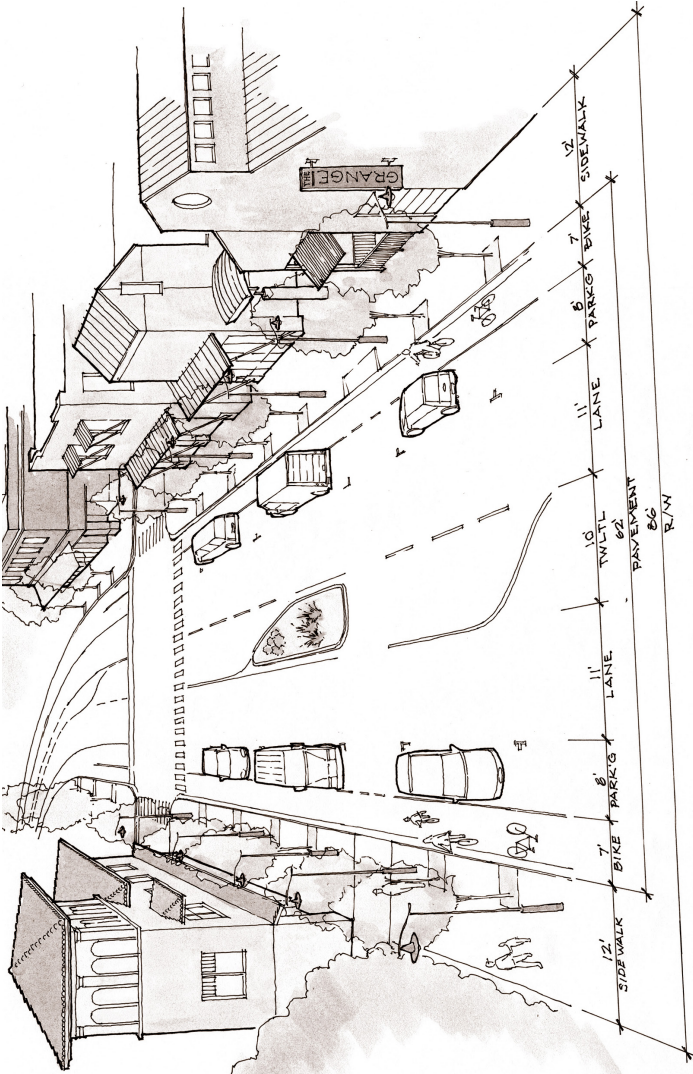 THE
GRANGE
12' 7' 8' 11' 10' 11' 8' 7' 12'
SIDEWALK BIKE PARK'G LANE TWLTL LANE PARK'G BIKE SIDEWALK
62'
PAVEMENT
86'
R/W